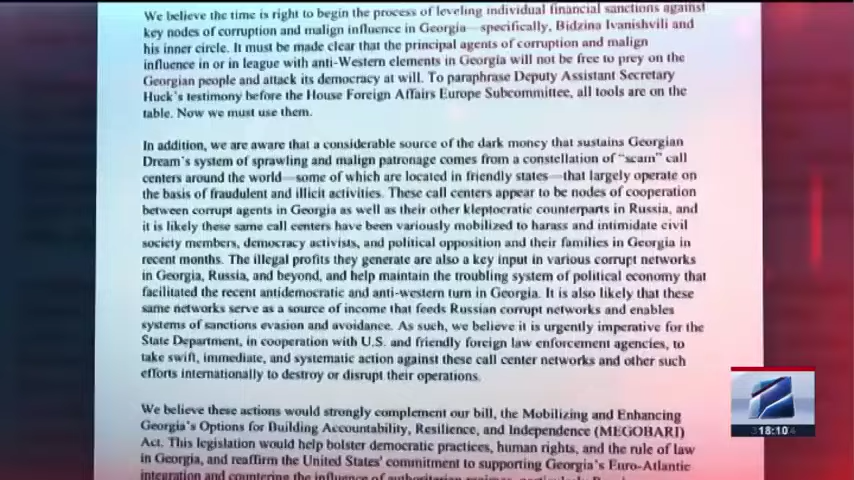 We believe the time is right to begin the process of leveling individual financial sanctions against
key nodes of corruption and malign influence in Georgia—specifically, Bidzina Ivanishvili and
his inner circle. It must be made clear that the principal agents of corruption and malign
influence in or in league with anti-Western elements in Georgia will not be free to prey on the
Georgian people and attack its democracy at will. To paraphrase Deputy Assistant Secretary
Huck's testimony before the House Foreign Affairs Europe Subcommittee, all tools are on the
table. Now we must use them.
In addition, we are aware that a considerable source of the dark money that sustains Georgian
Dream's system of sprawling and malign patronage comes from a constellation of "scam" call
centers around the world—some of which are located in friendly states—that largely operate on
the basis of fraudulent and illicit activities. These call centers appear to be nodes of cooperation
between corrupt agents in Georgia as well as their other kleptocratic counterparts in Russia, and
it is likely these same call centers have been variously mobilized to harass and intimidate civil
society members, democracy activists, and political opposition and their families in Georgia in
recent months. The illegal profits they generate are also a key input in various corrupt networks
in Georgia, Russia, and beyond, and help maintain the troubling system of political economy that
facilitated the recent antidemocratic and anti-western turn in Georgia. It is also likely that these
same networks serve as a source of income that feeds Russian corrupt networks and enables
systems of sanctions evasion and avoidance. As such, we believe it is urgently imperative for the
State Department, in cooperation with U.S. and friendly foreign law enforcement agencies, to
take swift, immediate, and systematic action against these call center networks and other such
efforts internationally to destroy or disrupt their operations.
We believe these actions would strongly complement our bill, the Mobilizing and Enhancing
Georgia's Options for Building Accountability, Resilience, and Independence (MEGOBARI)
Act. This legislation would help bolster democratic practices, human rights, and the rule of law
in Georgia, and reaffirm the United States' commitment to supporting Georgia's Euro-Atlantic
integration and countering the influence of authoritarian regimes, particularly
18:10